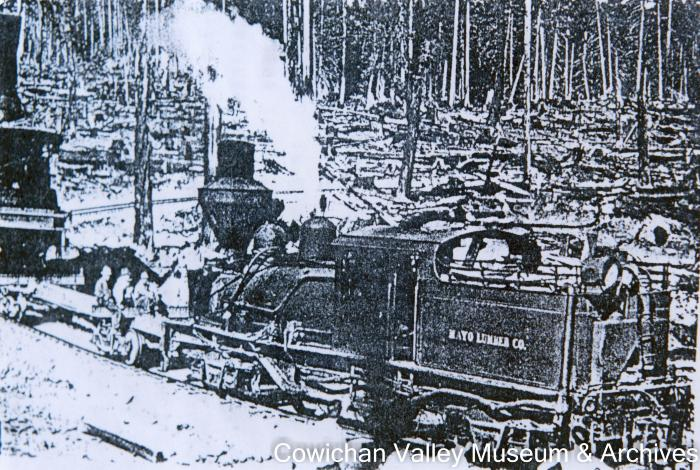 MAYO LUMBER CO.
Cowichan Valley Museum & Archives